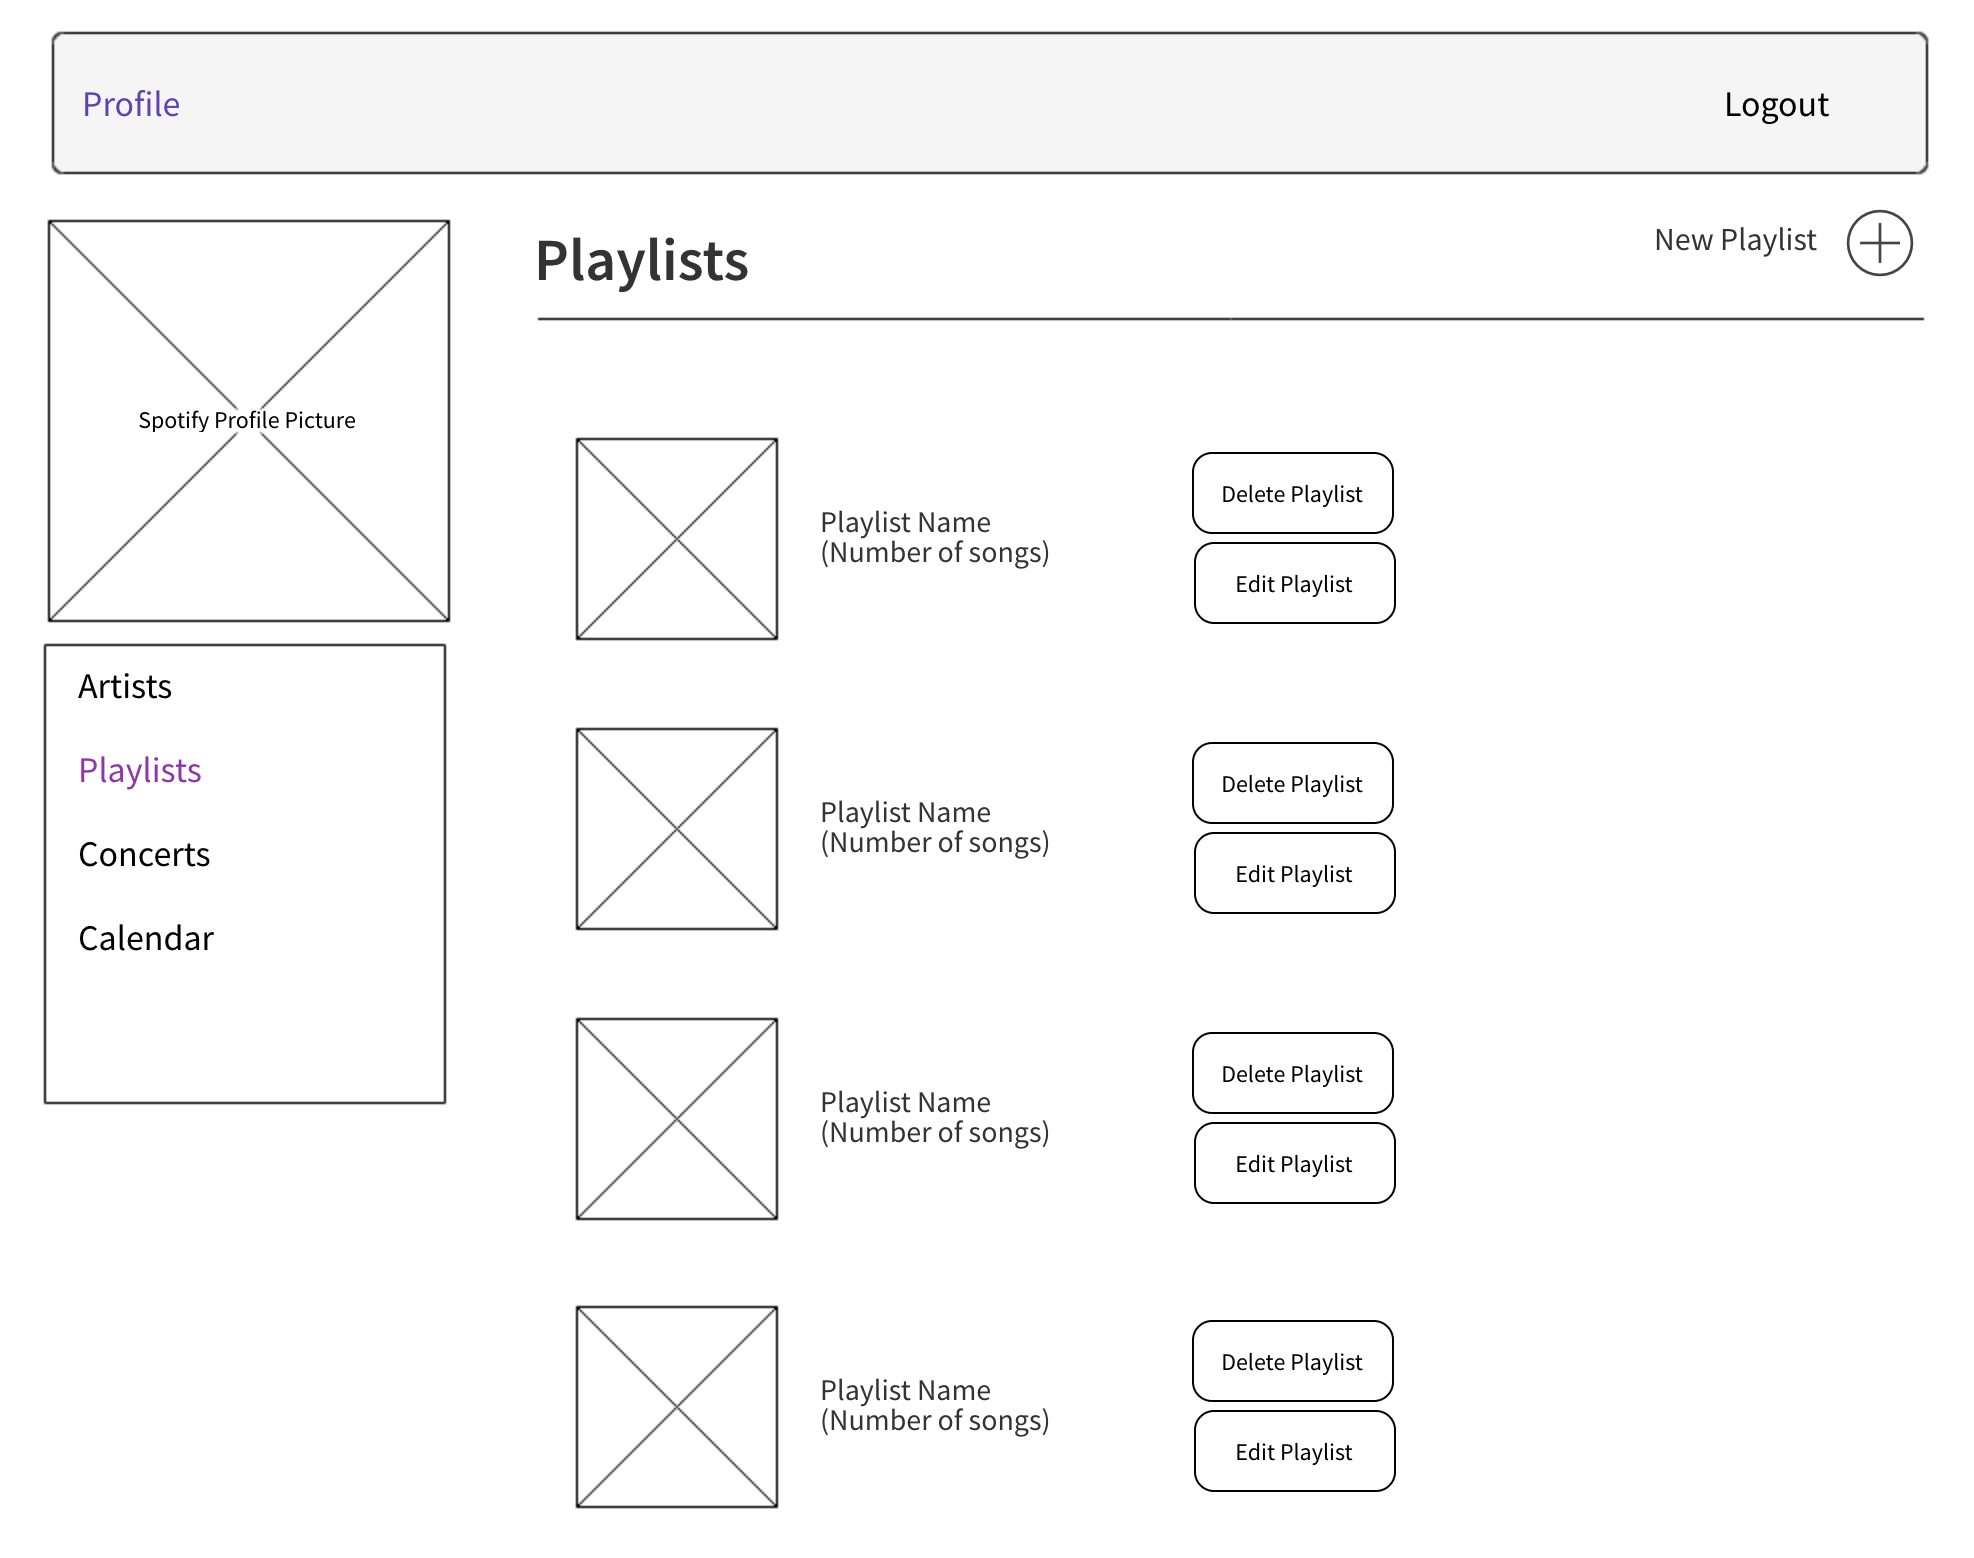 Profile
Logout
Spotify Profile Picture
Artists
Playlists
Concerts
Calendar
Playlists
New Playlist
Playlist Name
(Number of songs)
Delete Playlist
Edit Playlist
Playlist Name
(Number of songs)
Delete Playlist
Edit Playlist
Playlist Name
(Number of songs)
Delete Playlist
Edit Playlist
Playlist Name
(Number of songs)
Delete Playlist
Edit Playlist